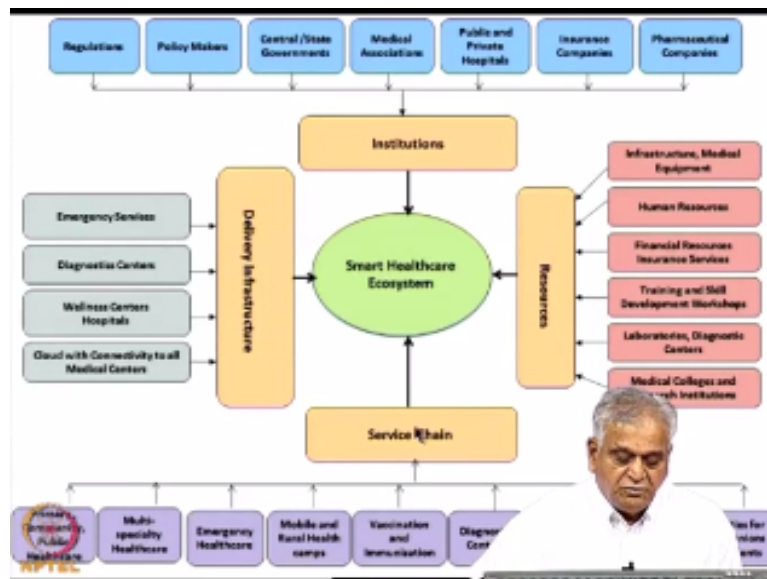 Regulations
Policy Makers
Central /State
Governments
Medical
Associations
Public and
Private
Hospitals
Insurance
Companies
Pharmaceutical
Companies
Institutions
Emergency Services
Diagnostics Centers
Wellness Centers
Hospitals
Cloud with Connectivity to all
Medical Centers
Delivery Infrastructure
Smart Healthcare
Ecosystem
Resources
Infrastructure, Medical
Equipment
Human Resources
Financial Resources
Insurance Services
Training and Skill
Development Workshops
Laboratories, Diagnostic
Centers
Medical Colleges and
Institutions
Service Chain
Public
Healthcare
Multi-
specialty
Healthcare
Emergency
Healthcare
Mobile and
Rural Health
camps
Vaccination
and
Immunization
NPTEL